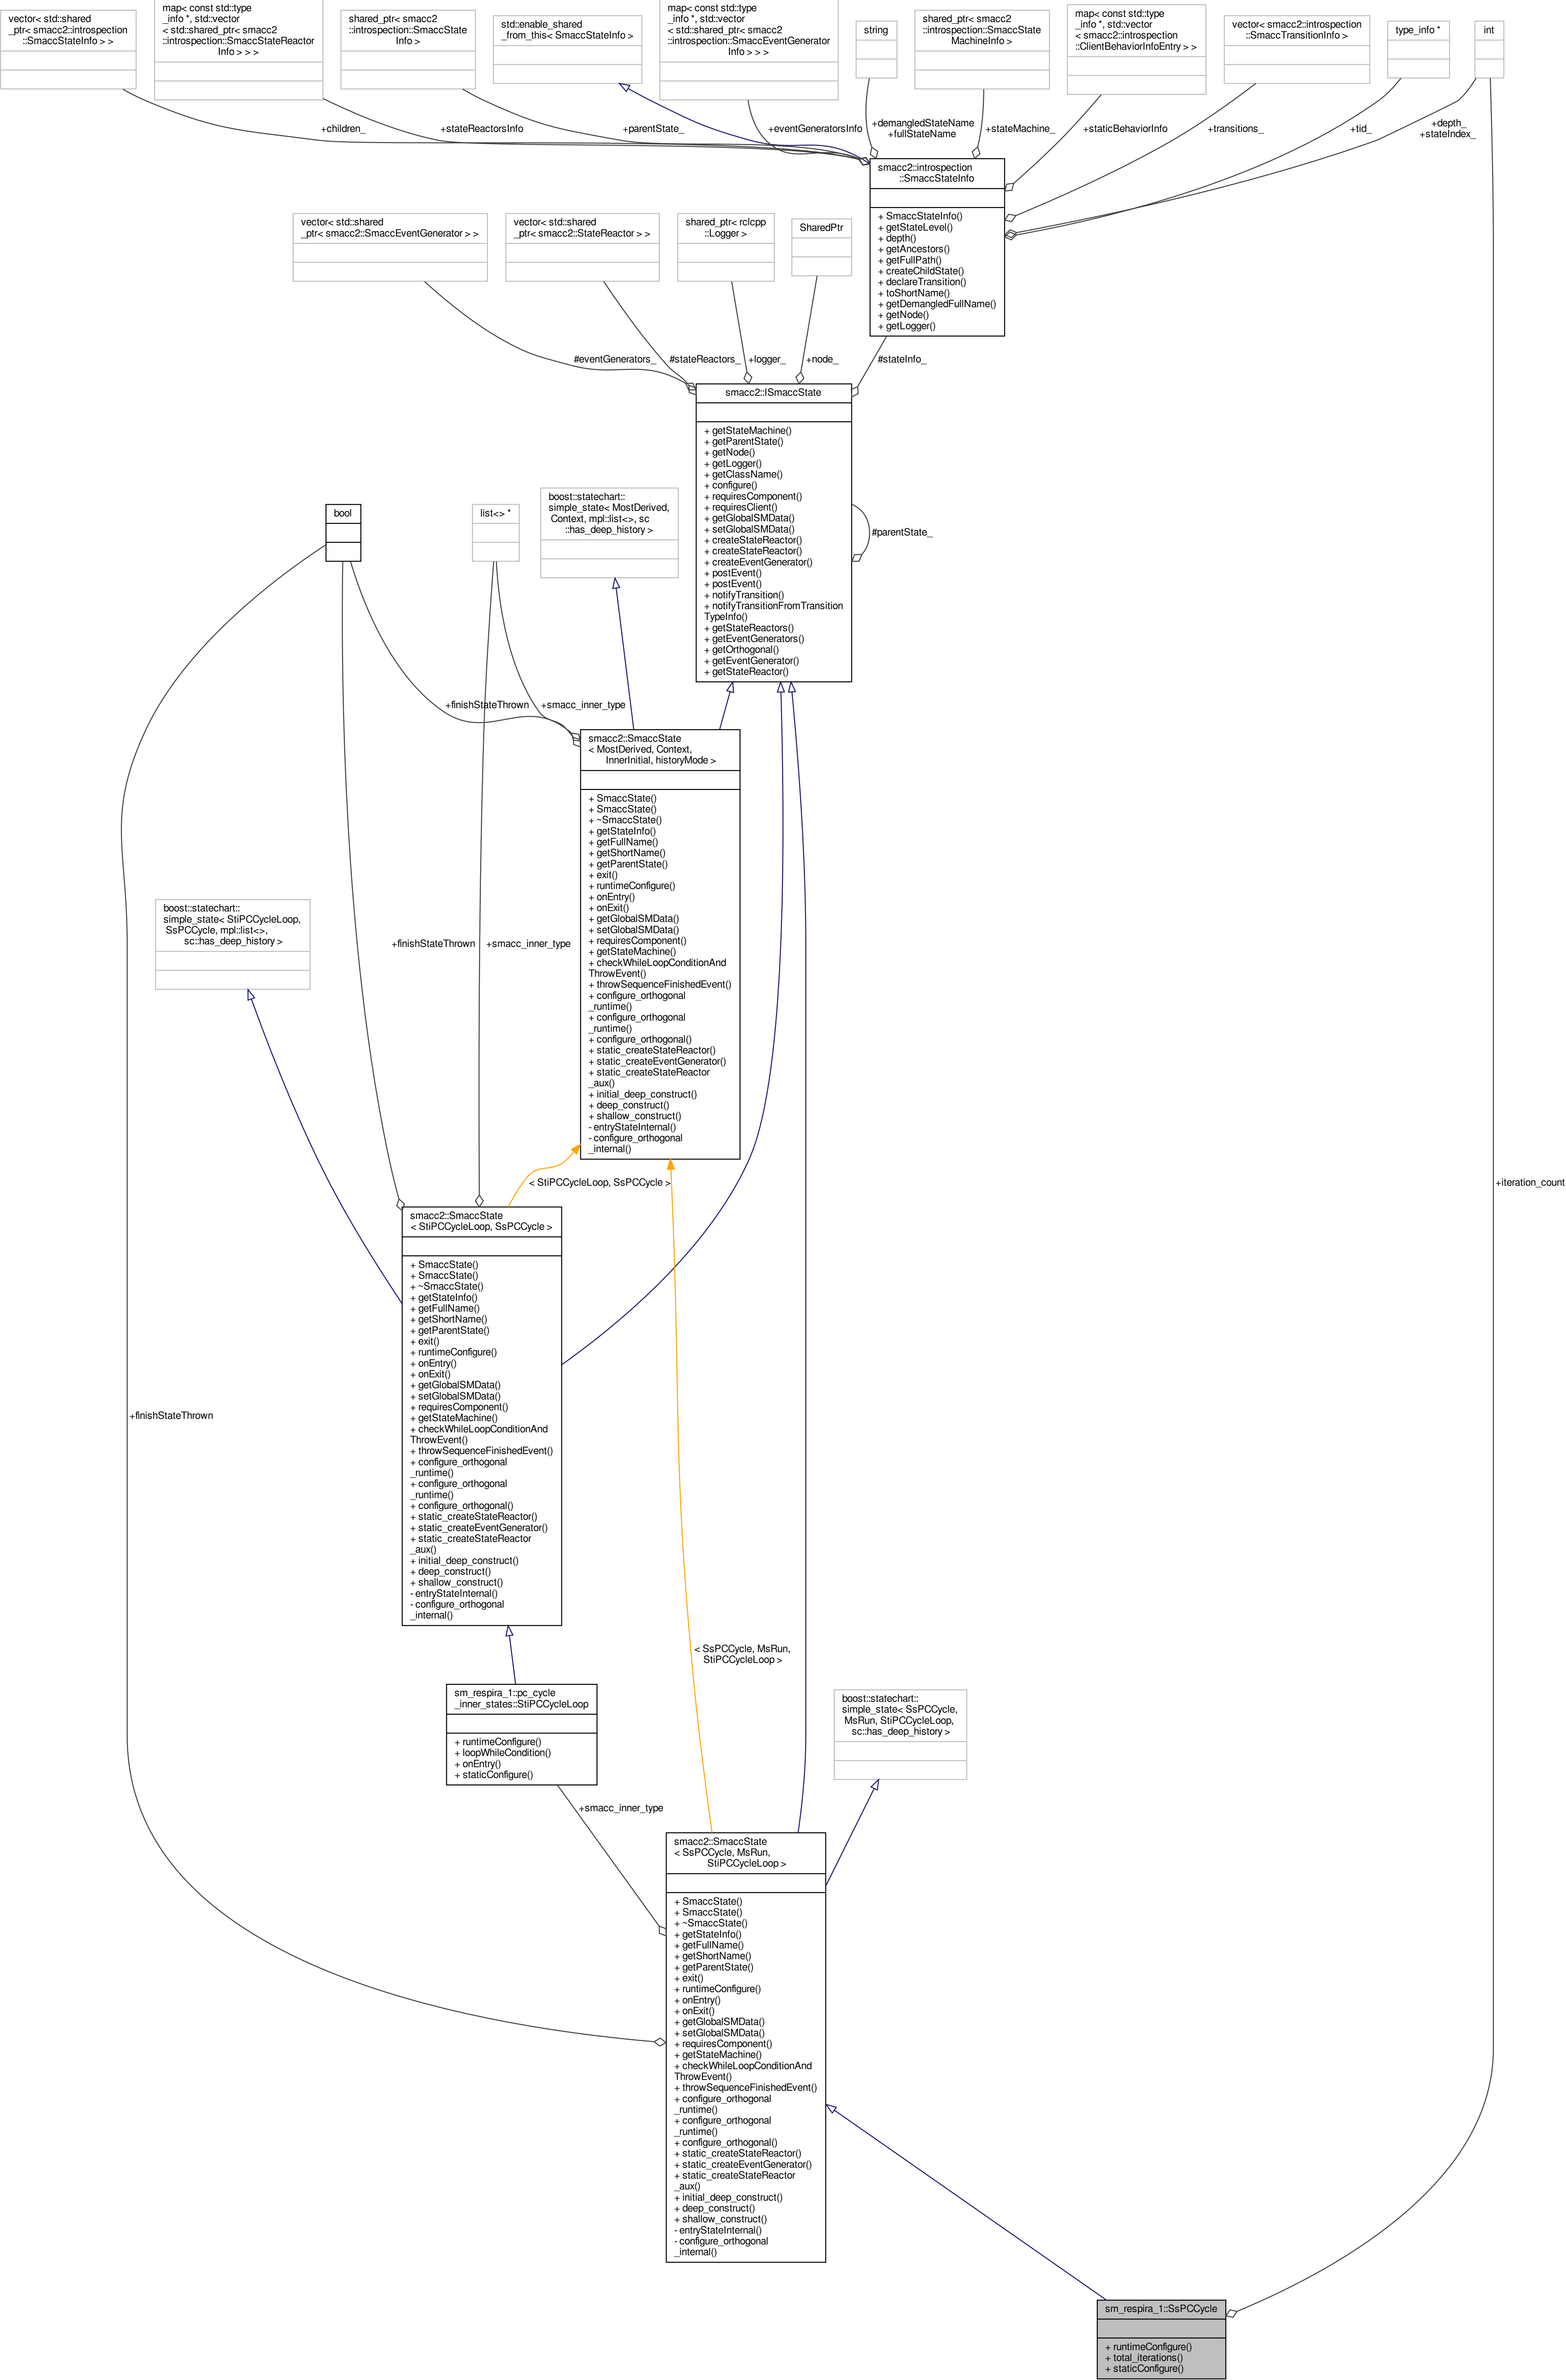 vector< std::shared
_ptr< smacc2::introspection
::SmaccStateInfo > >
map< const std::type
_info *, std::vector
< std::shared_ptr< smacc2
::introspection::SmaccStateReactor
Info > > >
shared_ptr< smacc2
::introspection::SmaccState
Info >
std::enable_shared
_from_this< SmaccStateInfo >
map< const std::type
_info *, std::vector
< std::shared_ptr< smacc2
::introspection::SmaccEventGenerator
Info > > >
string
shared_ptr< smacc2
::introspection::SmaccState
MachineInfo >
map< const std::type
_info *, std::vector
< smacc2::introspection
::ClientBehaviorInfoEntry > >
vector< smacc2::introspection
::SmaccTransitionInfo >
type_info *
int
+children_
+stateReactorsInfo
+parentState_
+eventGeneratorsInfo
+demangledStateName
+fullStateName
+stateMachine_
+staticBehaviorInfo
+transitions_
+tid_
+depth_
+stateIndex_
smacc2::introspection
::SmaccStateInfo
+ SmaccStateInfo()
+ getStateLevel()
+ depth()
+ getAncestors()
+ getFullPath()
+ createChildState()
+ declareTransition()
+ toShortName()
+ getDemangledFullName()
+ getNode()
+ getLogger()
vector< std::shared
_ptr< smacc2::SmaccEventGenerator > >
vector< std::shared
_ptr< smacc2::StateReactor > >
shared_ptr< rclcpp
::Logger >
SharedPtr
#eventGenerators_
#stateReactors_
+logger_
+node_
#stateInfo_
smacc2::ISmaccState
+ getStateMachine()
+ getParentState()
+ getNode()
+ getLogger()
+ getClassName()
+ configure()
+ requiresComponent()
+ requiresClient()
+ getGlobalSMData()
+ setGlobalSMData()
+ createStateReactor()
+ createStateReactor()
+ createEventGenerator()
+ postEvent()
+ postEvent()
+ notifyTransition()
+ notifyTransitionFromTransition
TypeInfo()
+ getStateReactors()
+ getEventGenerators()
+ getOrthogonal()
+ getEventGenerator()
+ getStateReactor()
#parentState_
bool
list<> *
boost::statechart::
simple_state< MostDerived,
Context, mpl::list<>, sc
::has_deep_history >
+finishStateThrown
+smacc_inner_type
smacc2::SmaccState
< MostDerived, Context,
InnerInitial, historyMode >
+ SmaccState()
+ SmaccState()
+ ~SmaccState()
+ getStateInfo()
+ getFullName()
+ getShortName()
+ getParentState()
+ exit()
+ runtimeConfigure()
+ onEntry()
+ onExit()
+ getGlobalSMData()
+ setGlobalSMData()
+ requiresComponent()
+ getStateMachine()
+ checkWhileLoopConditionAnd
ThrowEvent()
+ throwSequenceFinishedEvent()
+ configure_orthogonal
_runtime()
+ configure_orthogonal
_runtime()
+ configure_orthogonal()
+ static_createStateReactor()
+ static_createEventGenerator()
+ static_createStateReactor
_aux()
+ initial_deep_construct()
+ deep_construct()
+ shallow_construct()
- entryStateInternal()
- configure_orthogonal
_internal()
boost::statechart::
simple_state< StiPCCycleLoop,
SsPCCycle, mpl::list<>,
sc::has_deep_history >
+finishStateThrown
+smacc_inner_type
< StiPCCycleLoop, SsPCCycle >
+iteration_count
smacc2::SmaccState
< StiPCCycleLoop, SsPCCycle >
+ SmaccState()
+ SmaccState()
+ ~SmaccState()
+ getStateInfo()
+ getFullName()
+ getShortName()
+ getParentState()
+ exit()
+ runtimeConfigure()
+ onEntry()
+ onExit()
+ getGlobalSMData()
+ setGlobalSMData()
+ requiresComponent()
+ getStateMachine()
+ checkWhileLoopConditionAnd
ThrowEvent()
+ throwSequenceFinishedEvent()
+ configure_orthogonal
_runtime()
+ configure_orthogonal
_runtime()
+ configure_orthogonal()
+ static_createStateReactor()
+ static_createEventGenerator()
+ static_createStateReactor
_aux()
+ initial_deep_construct()
+ deep_construct()
+ shallow_construct()
- entryStateInternal()
- configure_orthogonal
_internal()
+finishStateThrown
< SsPCCycle, MsRun,
StiPCCycleLoop >
sm_respira_1::pc_cycle
_inner_states::StiPCCycleLoop
+ runtimeConfigure()
+ loopWhileCondition()
+ onEntry()
+ staticConfigure()
boost::statechart::
simple_state< SsPCCycle,
MsRun, StiPCCycleLoop,
sc::has_deep_history >
+smacc_inner_type
smacc2::SmaccState
< SsPCCycle, MsRun,
StiPCCycleLoop >
+ SmaccState()
+ SmaccState()
+ ~SmaccState()
+ getStateInfo()
+ getFullName()
+ getShortName()
+ getParentState()
+ exit()
+ runtimeConfigure()
+ onEntry()
+ onExit()
+ getGlobalSMData()
+ setGlobalSMData()
+ requiresComponent()
+ getStateMachine()
+ checkWhileLoopConditionAnd
ThrowEvent()
+ throwSequenceFinishedEvent()
+ configure_orthogonal
_runtime()
+ configure_orthogonal
_runtime()
+ configure_orthogonal()
+ static_createStateReactor()
+ static_createEventGenerator()
+ static_createStateReactor
_aux()
+ initial_deep_construct()
+ deep_construct()
+ shallow_construct()
- entryStateInternal()
- configure_orthogonal
_internal()
sm_respira_1::SsPCCycle
+ runtimeConfigure()
+ total_iterations()
+ staticConfigure()